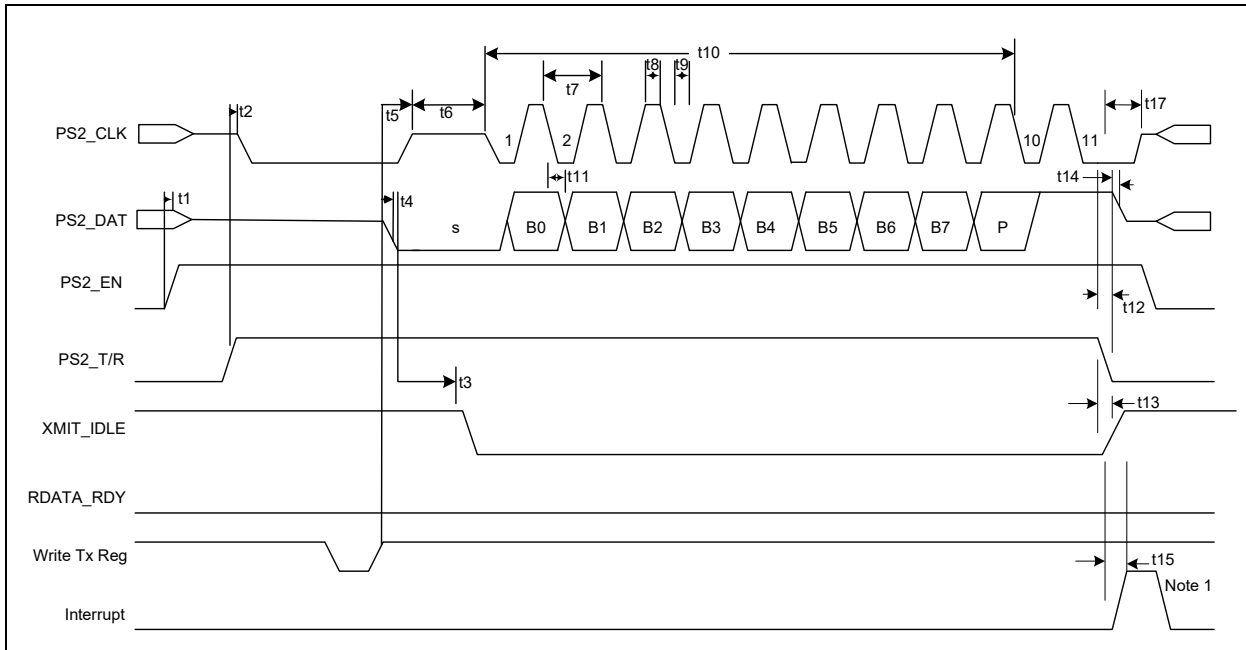 t10
t8 t9
t2 t5 t6 t7 t17
PS2_CLK 1 2 10 11
t11 t14
t1 t4
PS2_DAT s B0 B1 B2 B3 B4 B5 B6 B7 P
PS2_EN
t12
PS2_T/R
t3
t13
XMIT_IDLE
RDATA_RDY
Write Tx Reg
t15
Note 1
Interrupt